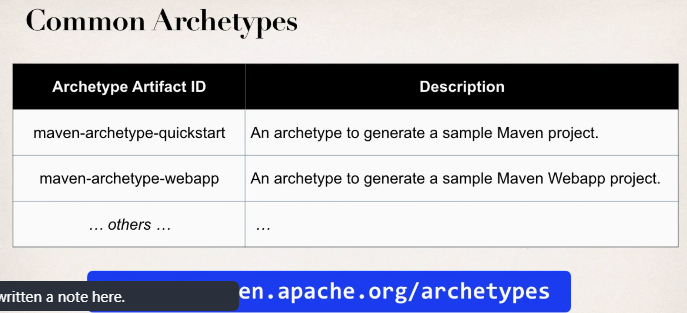 Common Archetypes
Archetype Artifact ID Description
maven-archetype-quickstart An archetype to generate a sample Maven project.
maven-archetype-webapp An archetype to generate a sample Maven Webapp project.
… others … …
written a note here.
en.apache.org/archetypes